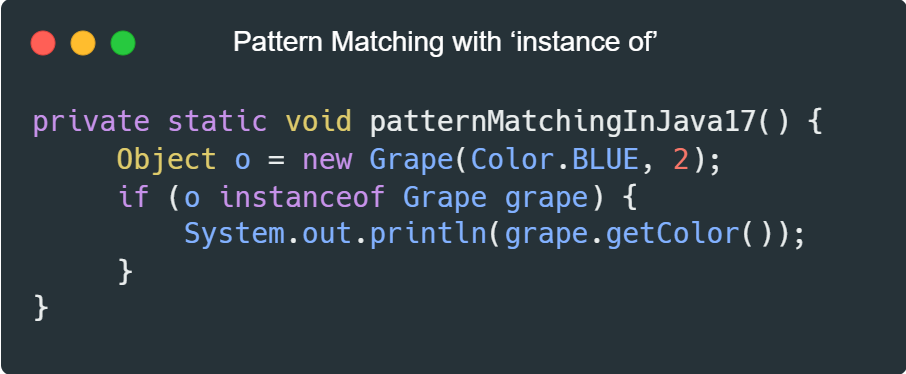 Pattern Matching with ‘instance of’
private static void patternMatchingInJava17() {
Object o = new Grape(Color.BLUE, 2);
if (o instanceof Grape grape) {
System.out.println(grape.getColor());
}
}